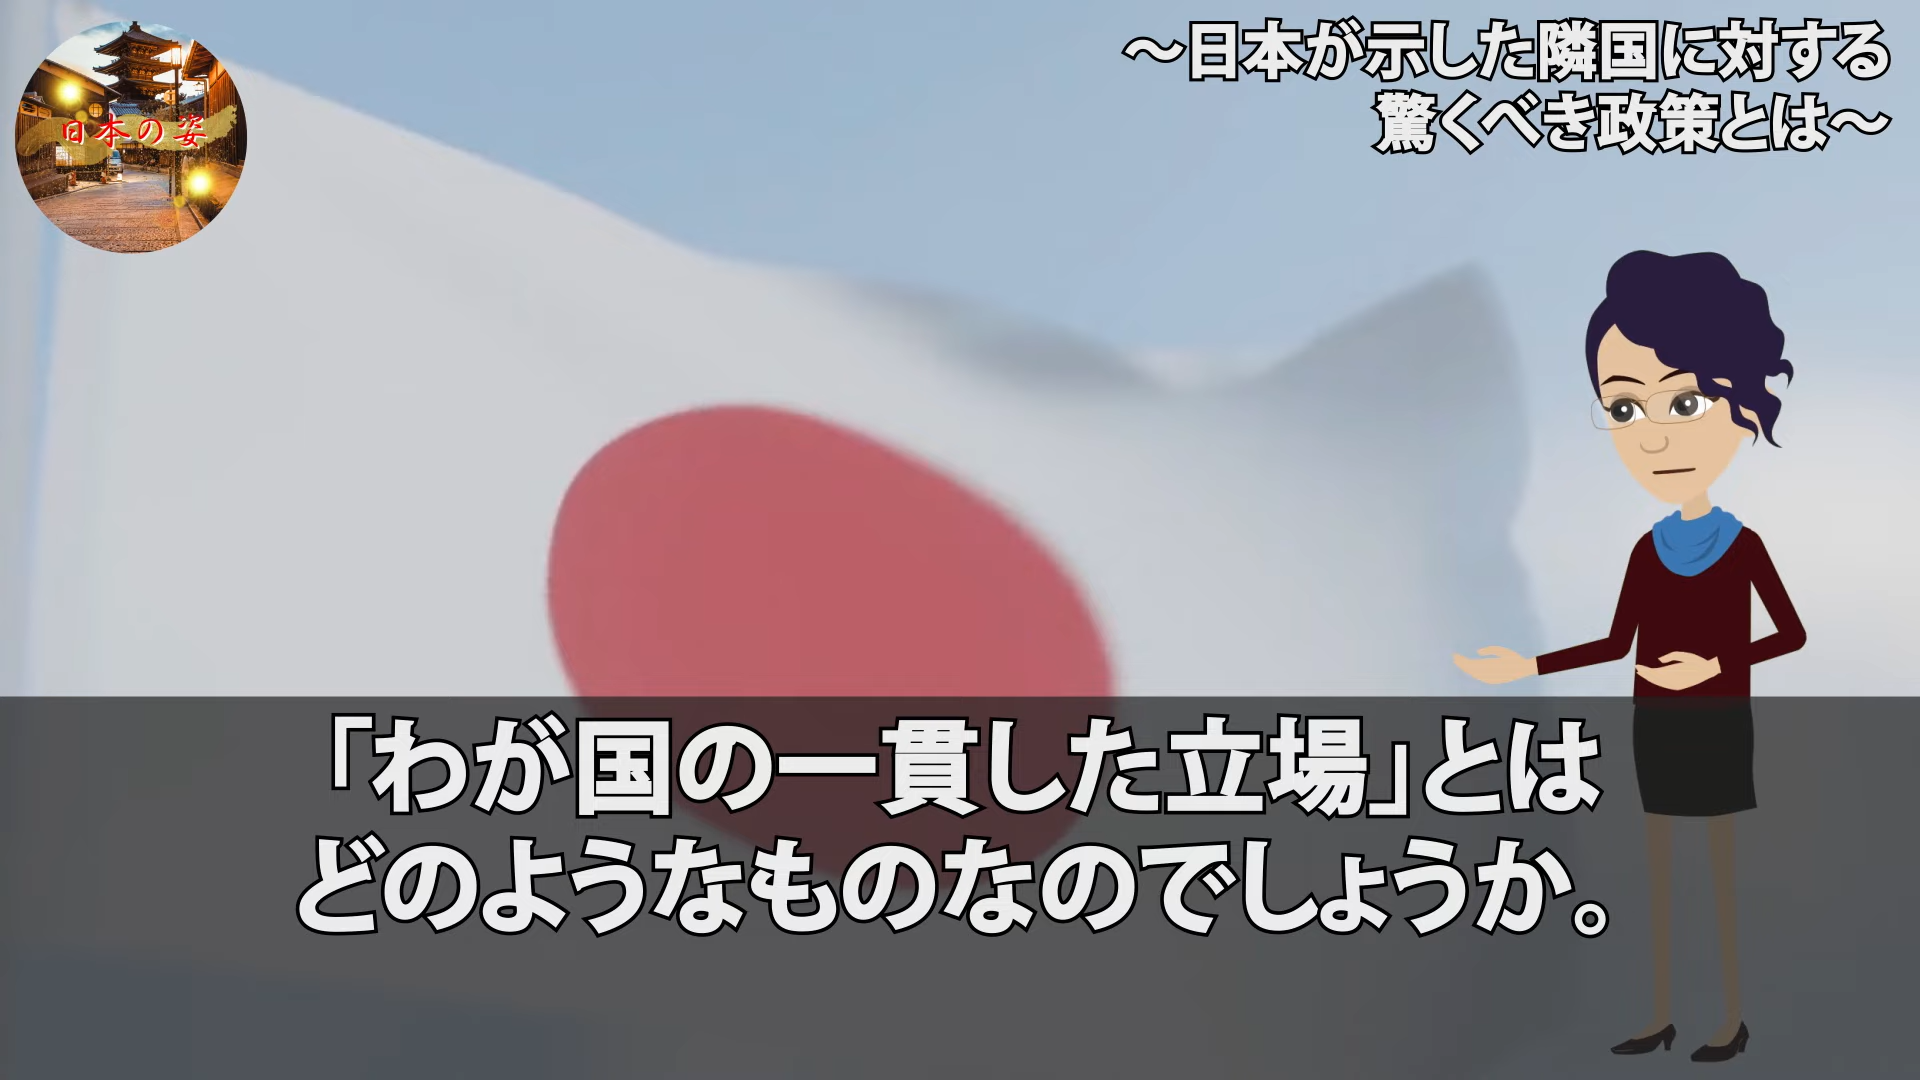 日本の姿
～日本が示した隣国に対する
驚くべき政策とは～
「わが国の一貫した立場」とは
どのようなものなのでしょうか。